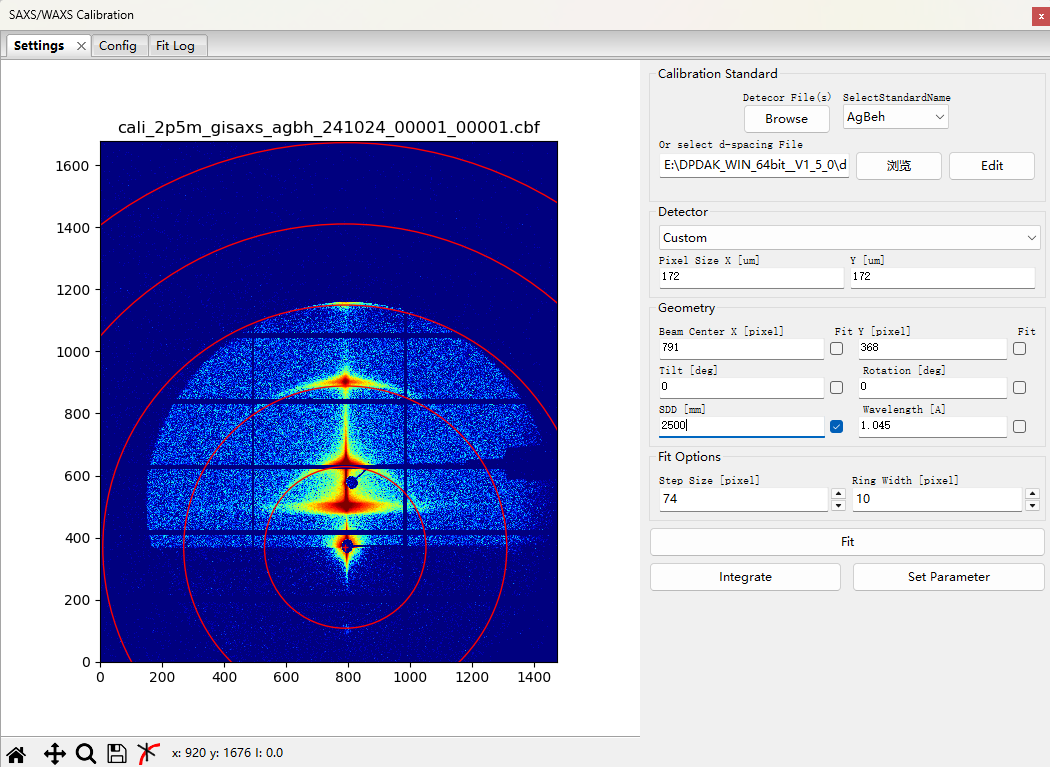 SAXS/WAXS Calibration
x
Settings
Config
Fit Log
cali_2p5m_gisaxs_agbh_241024_00001_00001.cbf
1600
1400
1200
1000
800
600
400
200
0
0 200 400 600 800 1000 1200 1400
x: 920 y: 1676 I: 0.0
Calibration Standard
Detecor File(s) SelectStandardName
Browse AgBeh
Or select d-spacing File
E:\DPDAK_WIN_64bit__V1_5_0\d 浏览 Edit
Detector
Custom
Pixel Size X [um] Y [um]
172 172
Geometry
Beam Center X [pixel] Fit Y [pixel] Fit
791 368
Tilt [deg] Rotation [deg]
0 0
SDD [mm] Wavelength [A]
2500 1.045
Fit Options
Step Size [pixel] Ring Width [pixel]
74 10
Fit
Integrate Set Parameter